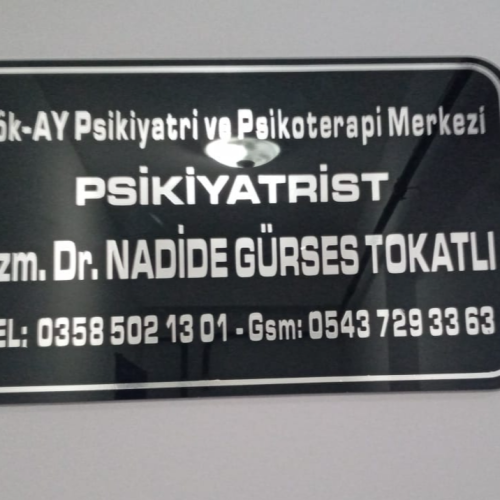 ök-AY Psikiyatri ve Psikoterapi Merkezi
PSİKİYATRİST
zm. Dr. NADİDE GÜRSES TOKATLI
EL: 0358 502 13 01 - Gsm: 0543 729 33 63